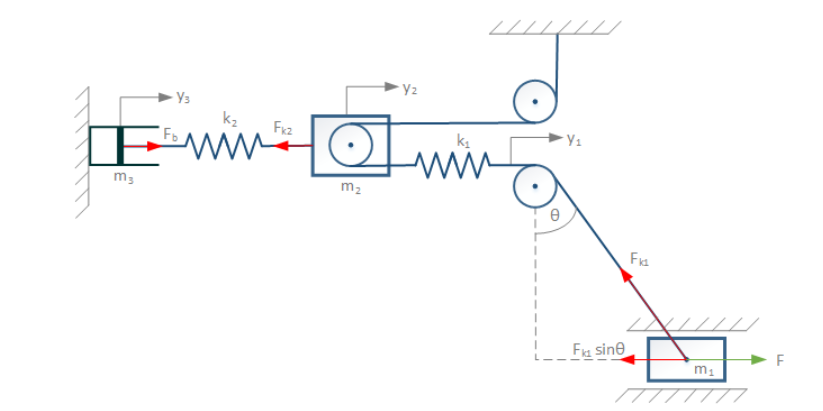 y₃
F_b
k₂
F_k2
m₃
y₂
m₂
k₁
y₁
θ
F_k1
F_k1 sinθ
m₁
F